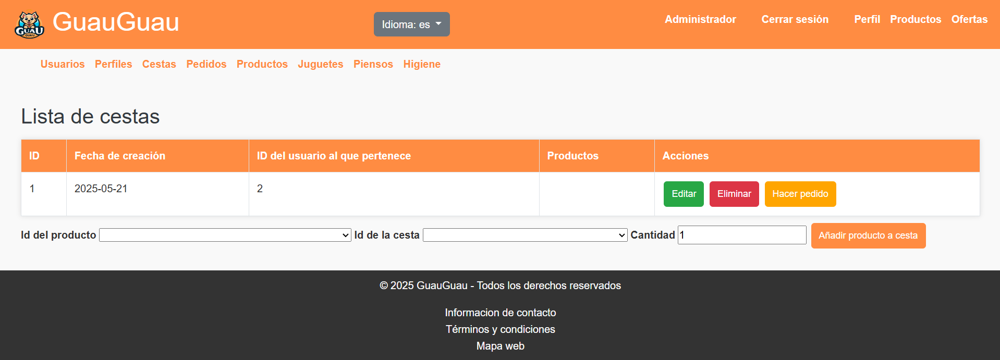 GUAU
GUAU
GuauGuau
Idioma: es
Administrador Cerrar sesión Perfil Productos Ofertas
Usuarios Perfiles Cestas Pedidos Productos Juguetes Piensos Higiene
Lista de cestas
ID Fecha de creación ID del usuario al que pertenece Productos Acciones
1 2025-05-21 2 Editar Eliminar Hacer pedido
Id del producto Id de la cesta Cantidad 1 Añadir producto a cesta
© 2025 GuauGuau - Todos los derechos reservados
Informacion de contacto
Términos y condiciones
Mapa web